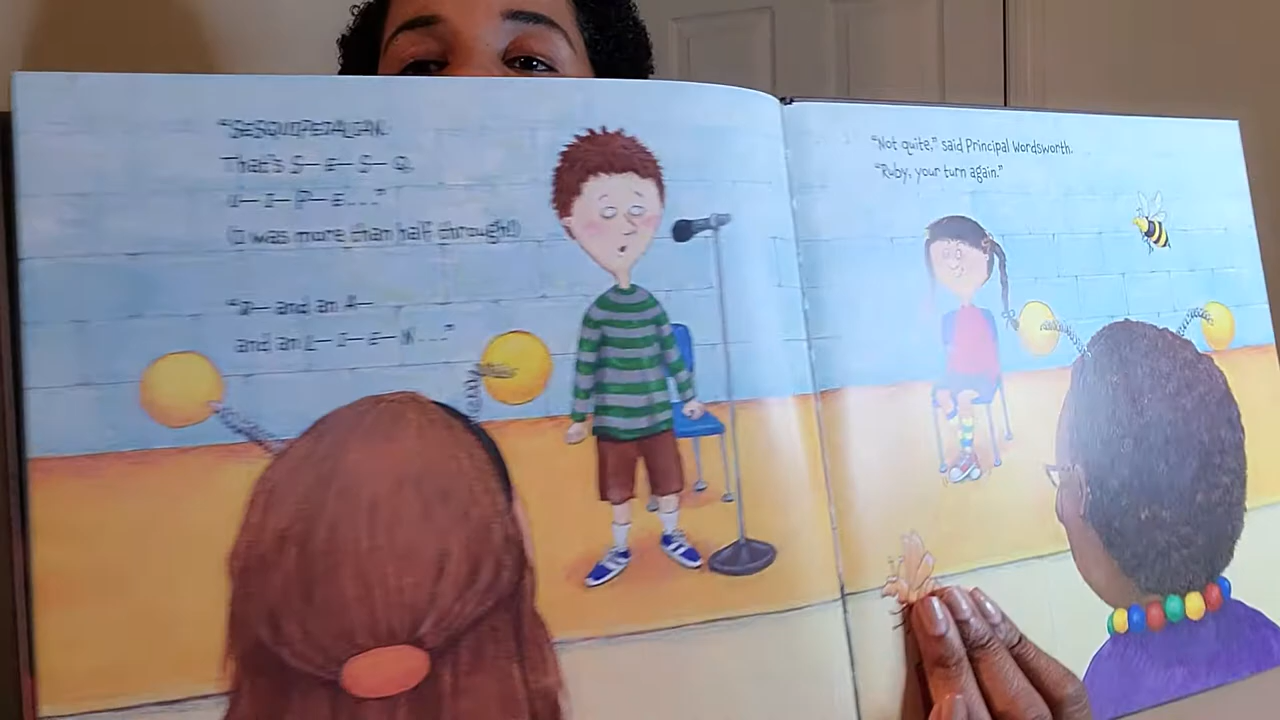 "SESQUIPEDALIAN.
That's S— E— S— Q.
U— I— P— E. . . ."
(I was more than half through!)
"D— and an A—
and an L— I— E— N. . . ."
"Not quite," said Principal Wordsworth.
"Ruby, your turn again."